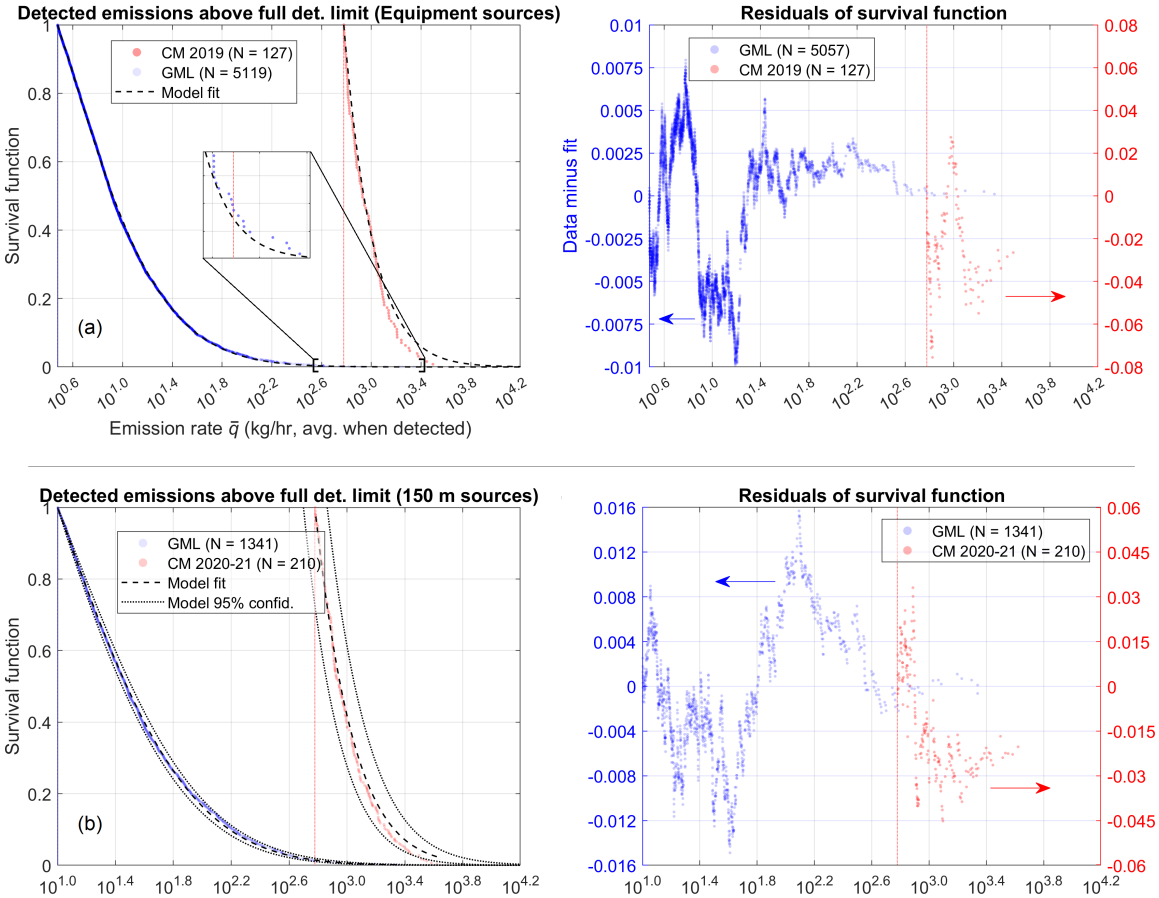 Detected emissions above full det. limit (Equipment sources)
CM 2019 (N = 127)
GML (N = 5119)
Model fit
Survival function
1
0.8
0.6
0.4
0.2
0
(a)
10^0.6 10^1.0 10^1.4 10^1.8 10^2.2 10^2.6 10^3.0 10^3.4 10^3.8 10^4.2
Emission rate q̄ (kg/hr, avg. when detected)
Residuals of survival function
GML (N = 5057)
CM 2019 (N = 127)
Data minus fit
0.01
0.0075
0.005
0.0025
0
-0.0025
-0.005
-0.0075
-0.01
0.08
0.06
0.04
0.02
0
-0.02
-0.04
-0.06
-0.08
10^0.6 10^1.0 10^1.4 10^1.8 10^2.2 10^2.6 10^3.0 10^3.4 10^3.8 10^4.2
Detected emissions above full det. limit (150 m sources)
GML (N = 1341)
CM 2020-21 (N = 210)
Model fit
Model 95% confid.
Survival function
1
0.8
0.6
0.4
0.2
0
(b)
10^1.0 10^1.4 10^1.8 10^2.2 10^2.6 10^3.0 10^3.4 10^3.8 10^4.2
Residuals of survival function
GML (N = 1341)
CM 2020-21 (N = 210)
0.016
0.012
0.008
0.004
0
-0.004
-0.008
-0.012
-0.016
0.06
0.045
0.03
0.015
0
-0.015
-0.03
-0.045
-0.06
10^1.0 10^1.4 10^1.8 10^2.2 10^2.6 10^3.0 10^3.4 10^3.8 10^4.2